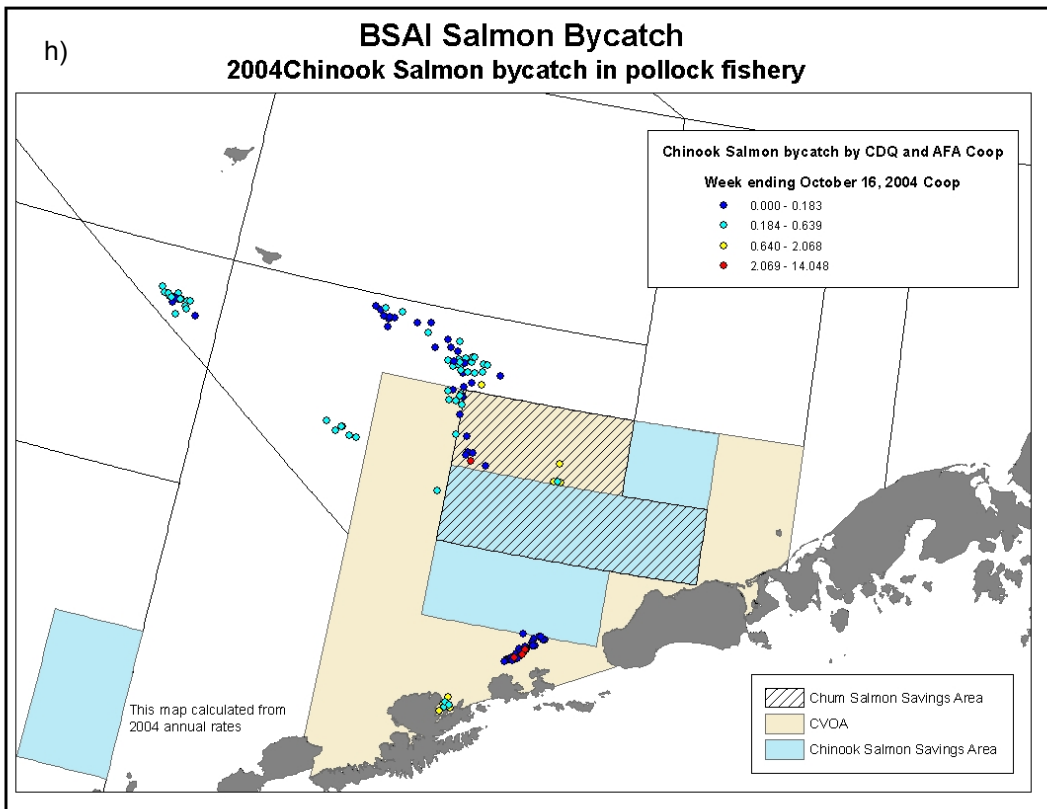 h)
BSAI Salmon Bycatch
2004Chinook Salmon bycatch in pollock fishery
Chinook Salmon bycatch by CDQ and AFA Coop
Week ending October 16, 2004 Coop
0.000 - 0.183
0.184 - 0.639
0.640 - 2.068
2.069 - 14.048
This map calculated from
2004 annual rates
Chum Salmon Savings Area
CVOA
Chinook Salmon Savings Area